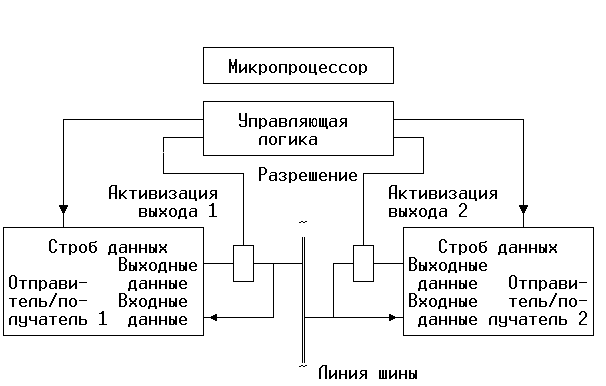 Микропроцессор
Управляющая
логика
Разрешение
Активизация
выхода 1
Активизация
выхода 2
Строб данных
Выходные
Отправи- данные
тель/по- Входные
лучатель 1 данные
Строб данных
Выходные
данные Отправи-
Входные тель/по-
данные лучатель 2
Линия шины